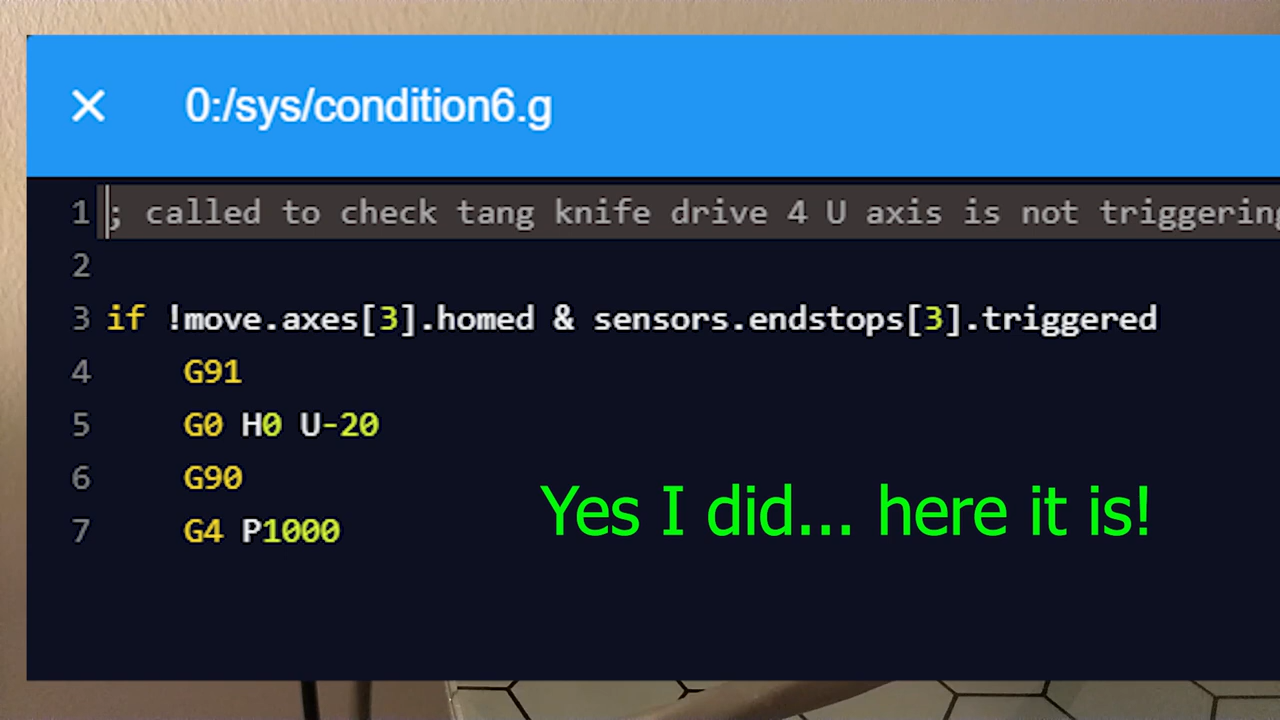 0:/sys/condition6.g
1 ; called to check tang knife drive 4 U axis is not triggering
2
3 if !move.axes[3].homed & sensors.endstops[3].triggered
4 G91
5 G0 H0 U-20
6 G90
7 G4 P1000
Yes I did... here it is!